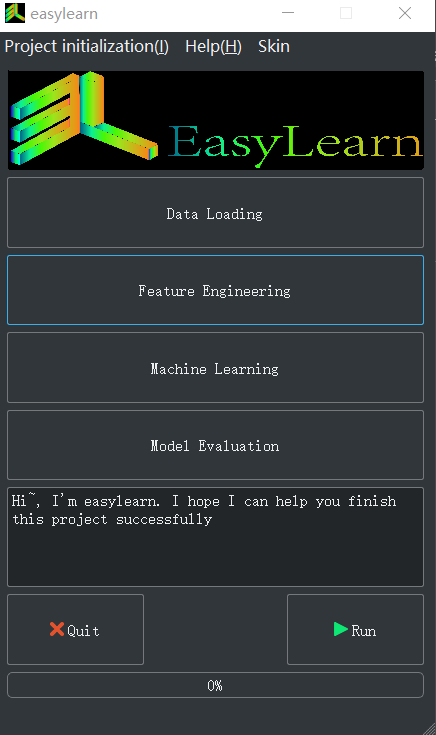 easylearn
Project initialization(I) Help(H) Skin
EasyLearn
Data Loading
Feature Engineering
Machine Learning
Model Evaluation
Hi~, I'm easylearn. I hope I can help you finish
this project successfully
Quit Run
0%